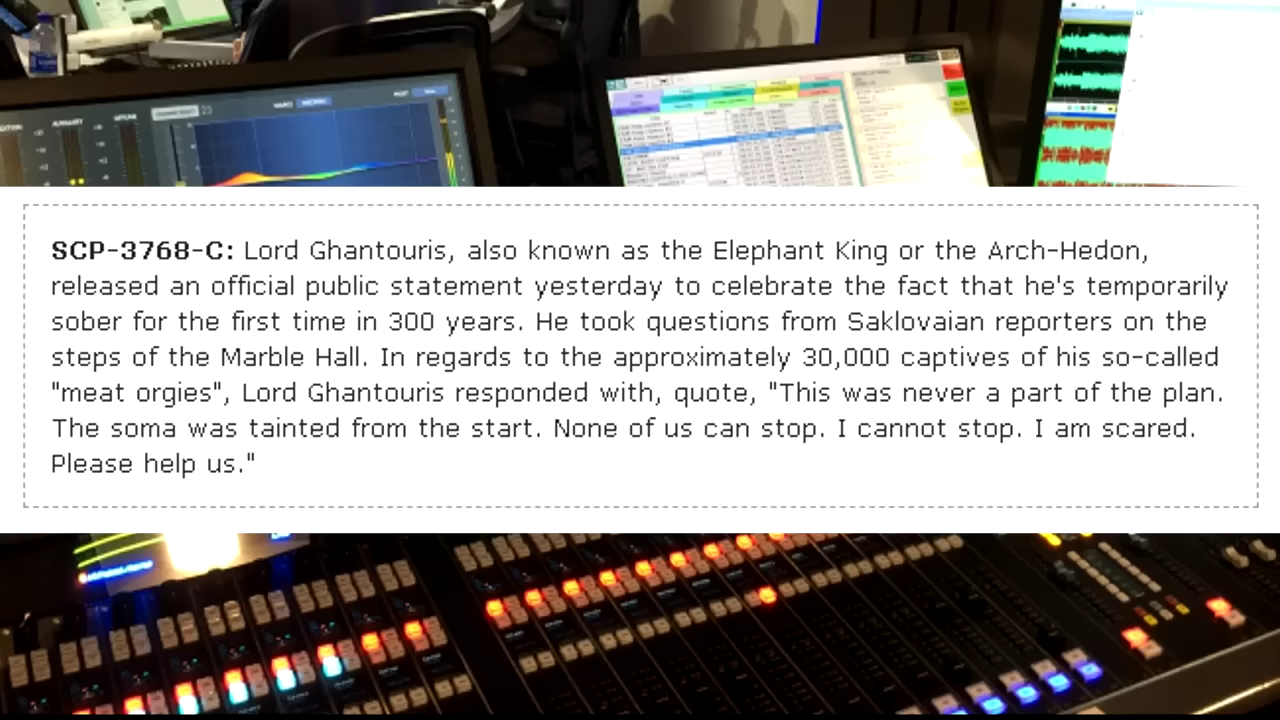 SCP-3768-C: Lord Ghantouris, also known as the Elephant King or the Arch-Hedon,
released an official public statement yesterday to celebrate the fact that he's temporarily
sober for the first time in 300 years. He took questions from Saklovaian reporters on the
steps of the Marble Hall. In regards to the approximately 30,000 captives of his so-called
"meat orgies", Lord Ghantouris responded with, quote, "This was never a part of the plan.
The soma was tainted from the start. None of us can stop. I cannot stop. I am scared.
Please help us."